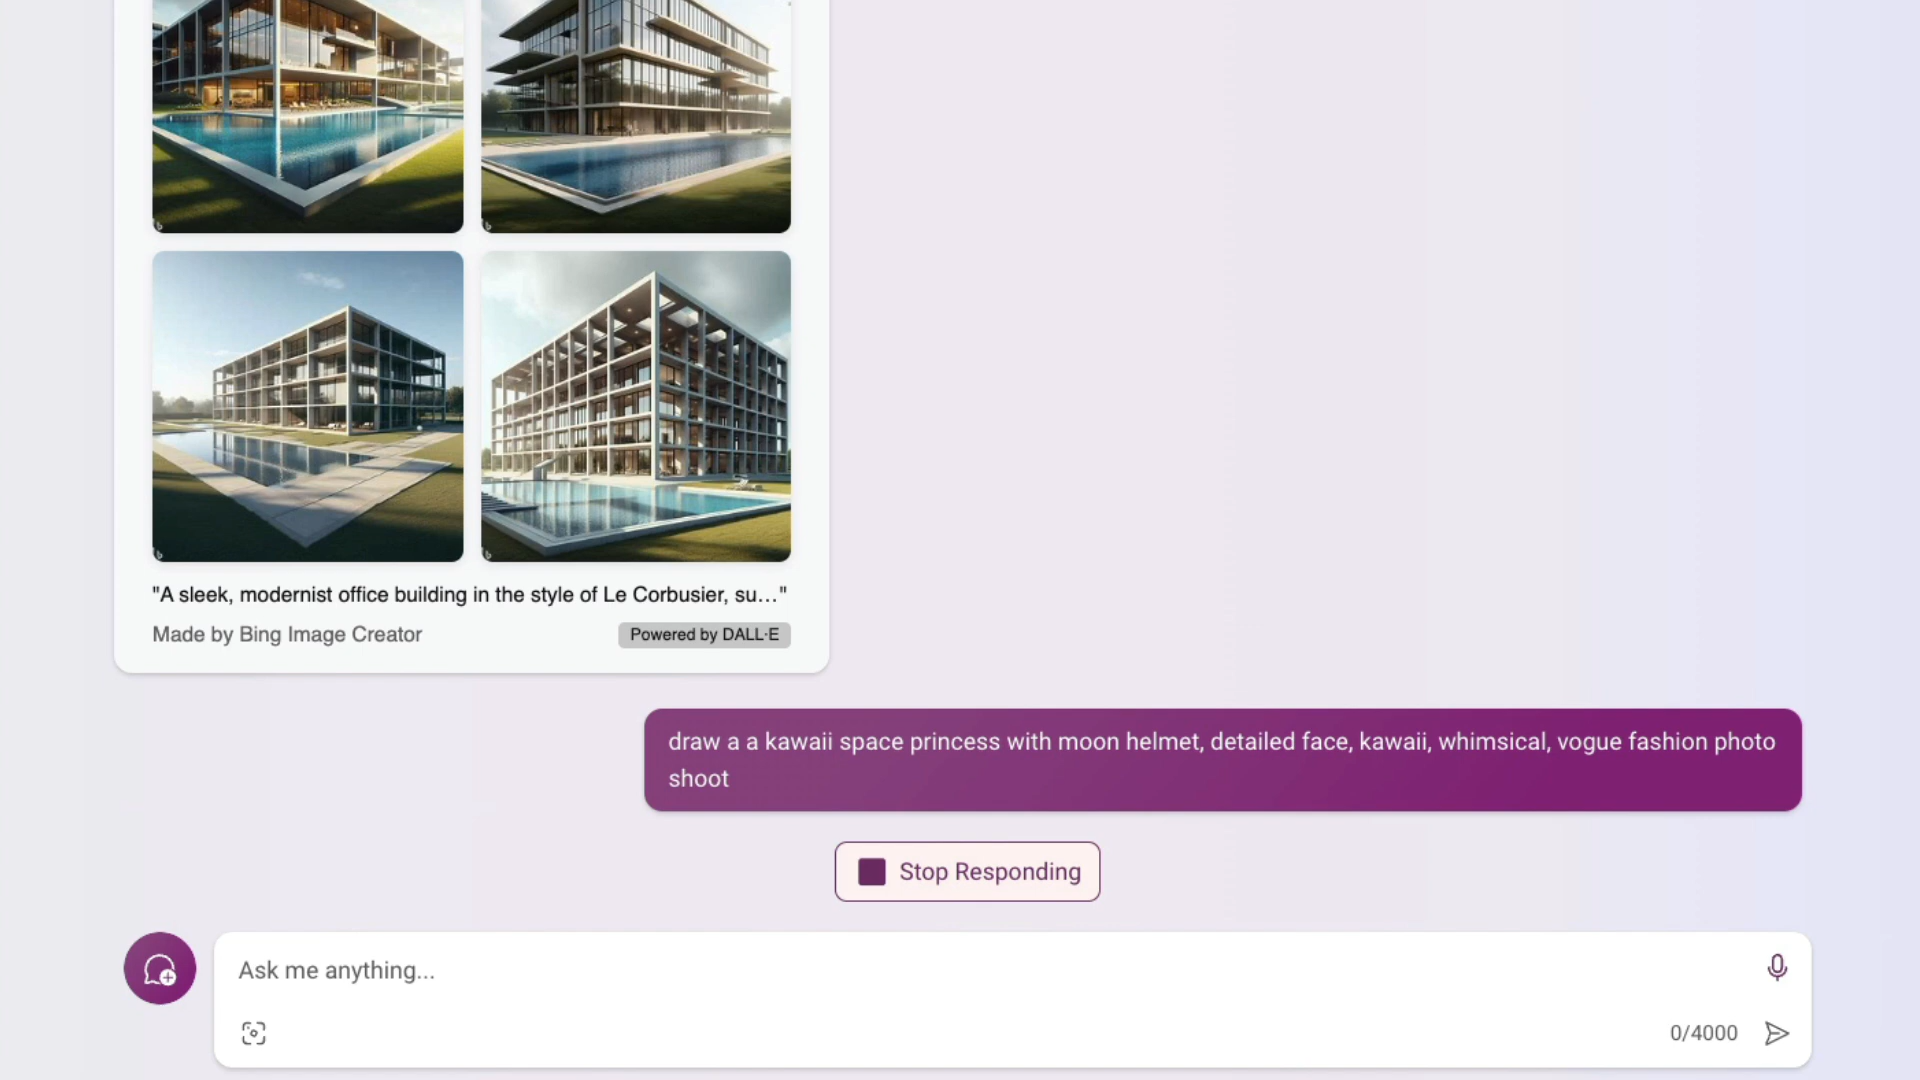 "A sleek, modernist office building in the style of Le Corbusier, su..."
Made by Bing Image Creator
Powered by DALL·E
draw a a kawaii space princess with moon helmet, detailed face, kawaii, whimsical, vogue fashion photo
shoot
Stop Responding
Ask me anything...
0/4000